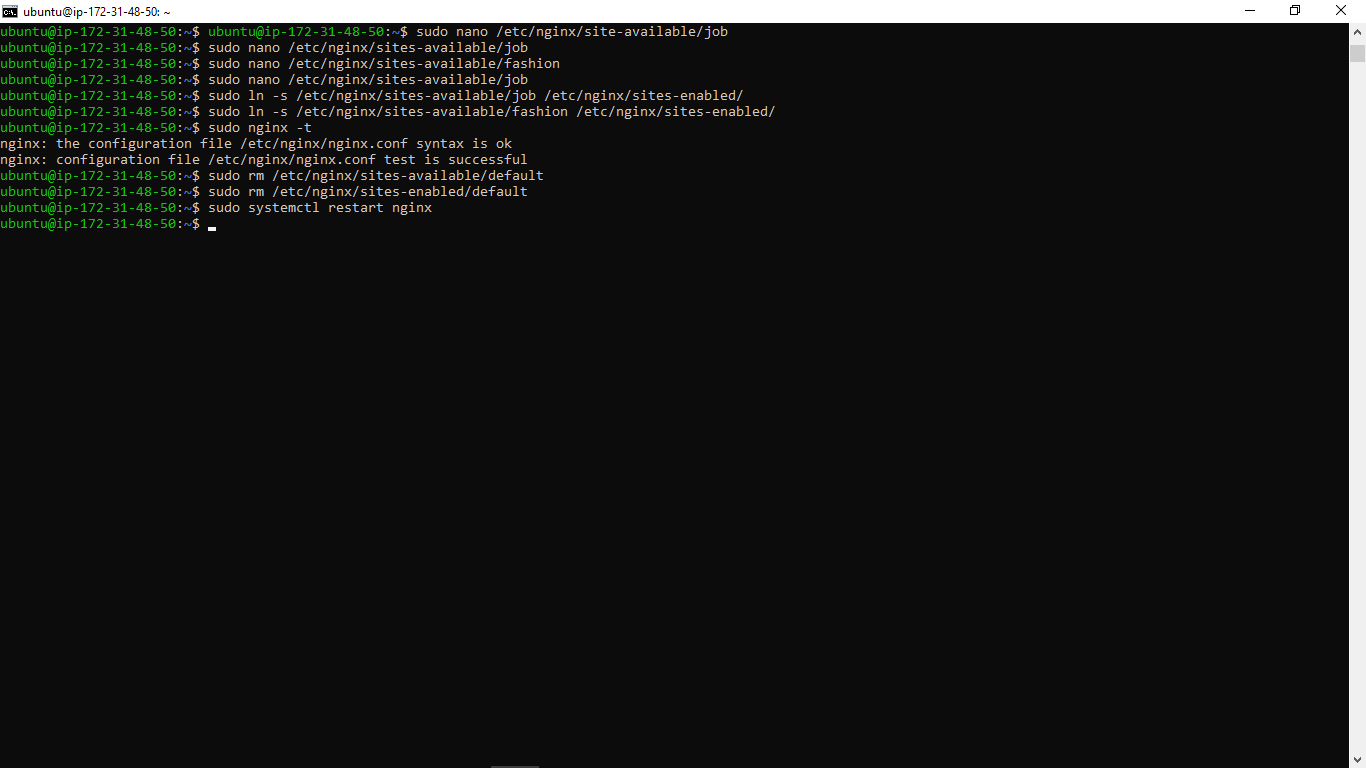 ubuntu@ip-172-31-48-50: ~
ubuntu@ip-172-31-48-50:~$ ubuntu@ip-172-31-48-50:~$ sudo nano /etc/nginx/site-available/job
ubuntu@ip-172-31-48-50:~$ sudo nano /etc/nginx/sites-available/job
ubuntu@ip-172-31-48-50:~$ sudo nano /etc/nginx/sites-available/fashion
ubuntu@ip-172-31-48-50:~$ sudo nano /etc/nginx/sites-available/job
ubuntu@ip-172-31-48-50:~$ sudo ln -s /etc/nginx/sites-available/job /etc/nginx/sites-enabled/
ubuntu@ip-172-31-48-50:~$ sudo ln -s /etc/nginx/sites-available/fashion /etc/nginx/sites-enabled/
ubuntu@ip-172-31-48-50:~$ sudo nginx -t
nginx: the configuration file /etc/nginx/nginx.conf syntax is ok
nginx: configuration file /etc/nginx/nginx.conf test is successful
ubuntu@ip-172-31-48-50:~$ sudo rm /etc/nginx/sites-available/default
ubuntu@ip-172-31-48-50:~$ sudo rm /etc/nginx/sites-enabled/default
ubuntu@ip-172-31-48-50:~$ sudo systemctl restart nginx
ubuntu@ip-172-31-48-50:~$